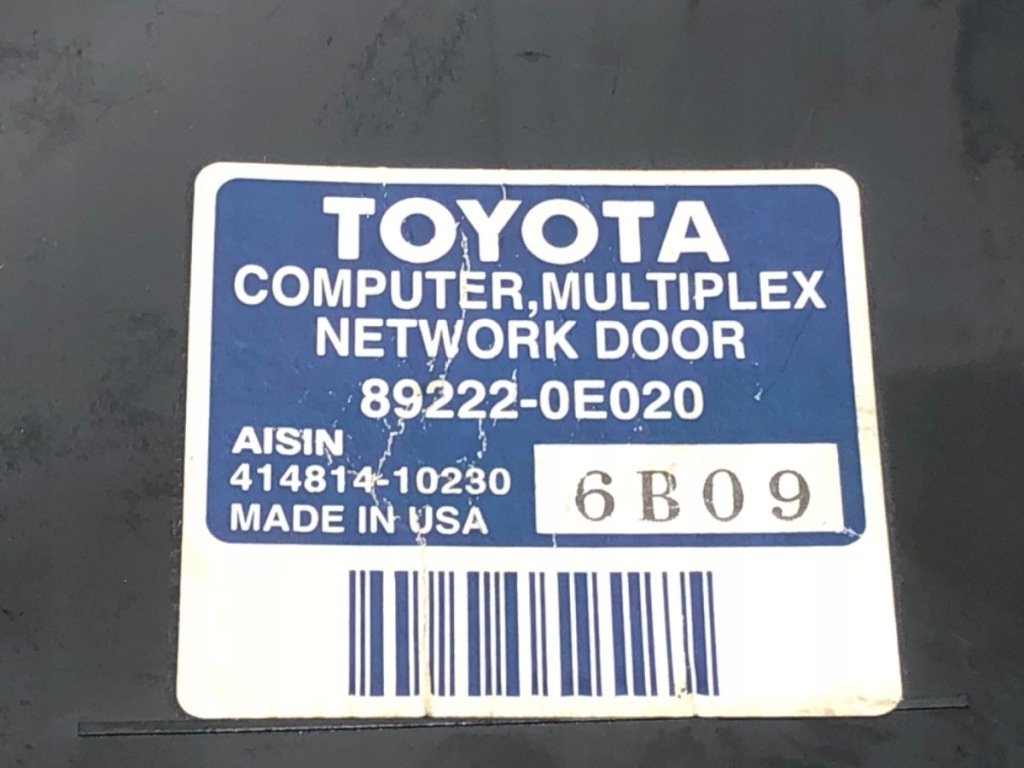 TOYOTA
COMPUTER,MULTIPLEX
NETWORK DOOR
89222-0E020
AISIN
414814-10230
MADE IN USA
6B09